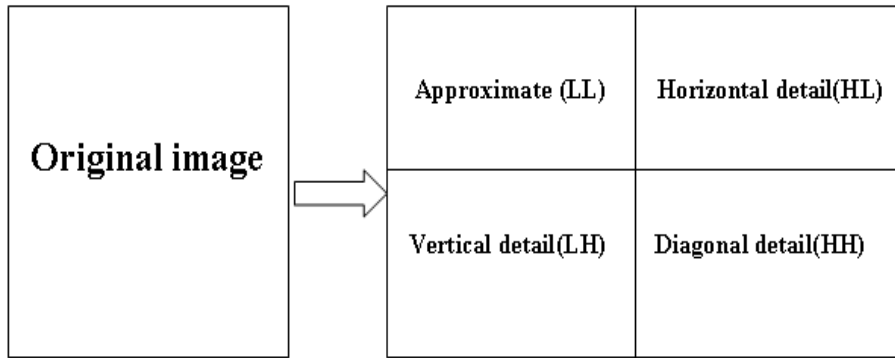 Original image
Approximate (LL)
Horizontal detail(HL)
Vertical detail(LH)
Diagonal detail(HH)